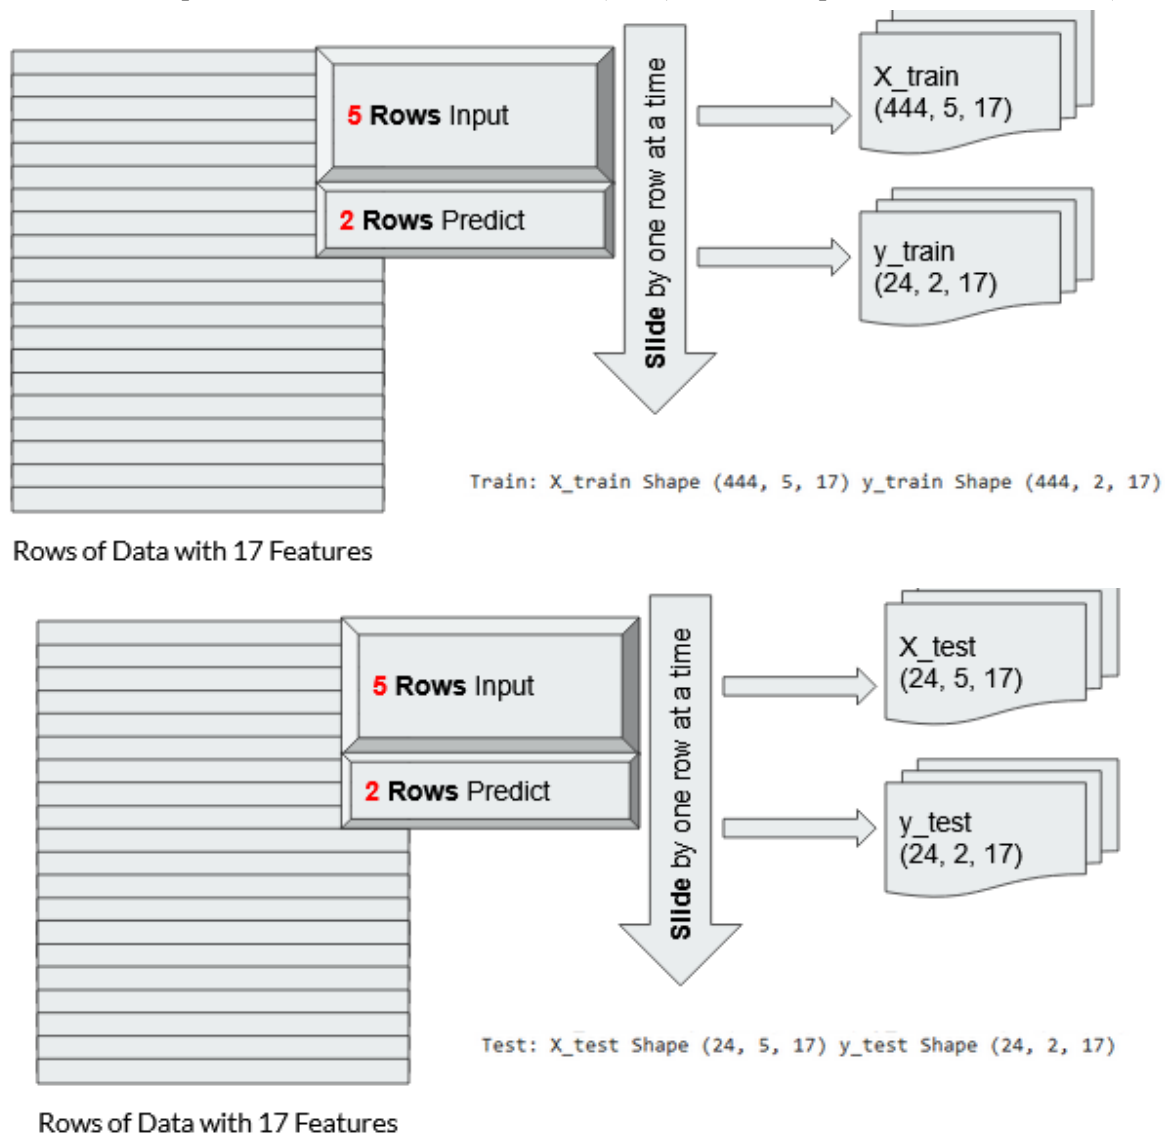 5 Rows Input
2 Rows Predict
Slide by one row at a time
X_train
(444, 5, 17)
y_train
(24, 2, 17)
Train: X_train Shape (444, 5, 17) y_train Shape (444, 2, 17)
Rows of Data with 17 Features
5 Rows Input
2 Rows Predict
Slide by one row at a time
X_test
(24, 5, 17)
y_test
(24, 2, 17)
Test: X_test Shape (24, 5, 17) y_test Shape (24, 2, 17)
Rows of Data with 17 Features